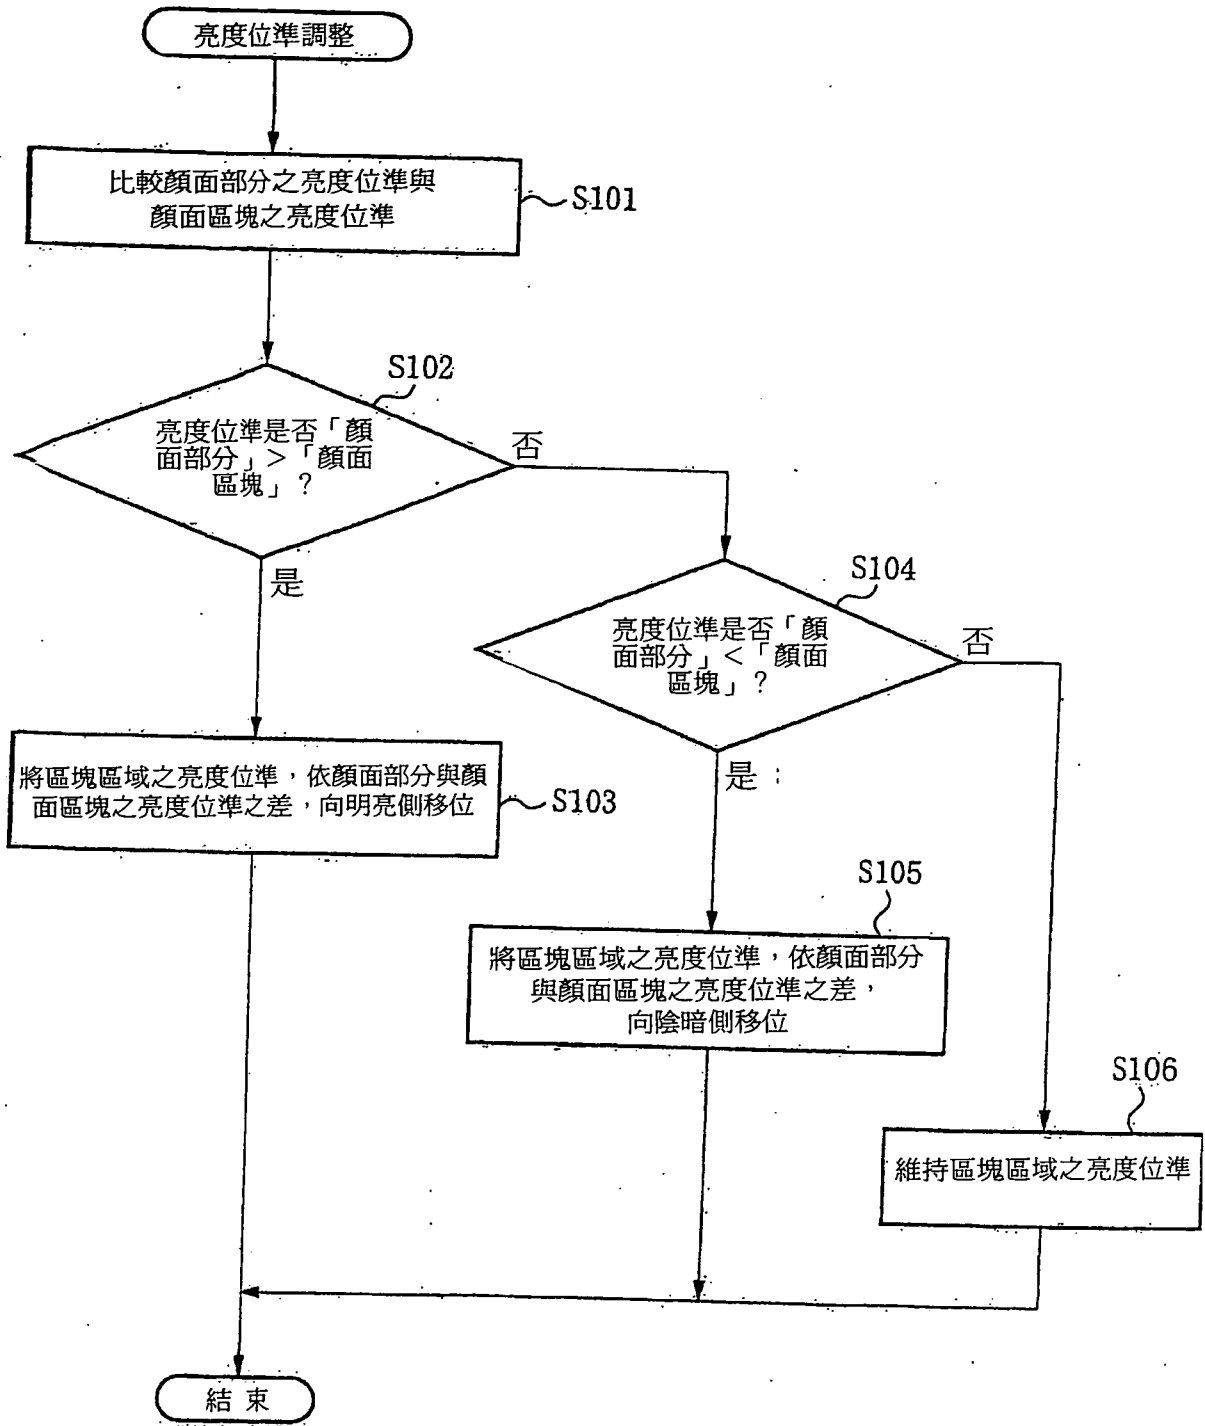 亮度位準調整
比較顏面部分之亮度位準與
顏面區塊之亮度位準
S101
S102
亮度位準是否「顏
面部分」>「顏面
區塊」?
否
是
S104
亮度位準是否「顏
面部分」<「顏面
區塊」?
否
是
將區塊區域之亮度位準,依顏面部分與顏
面區塊之亮度位準之差,向明亮側移位
S103
S105
將區塊區域之亮度位準,依顏面部分
與顏面區塊之亮度位準之差,
向陰暗側移位
S106
維持區塊區域之亮度位準
結束